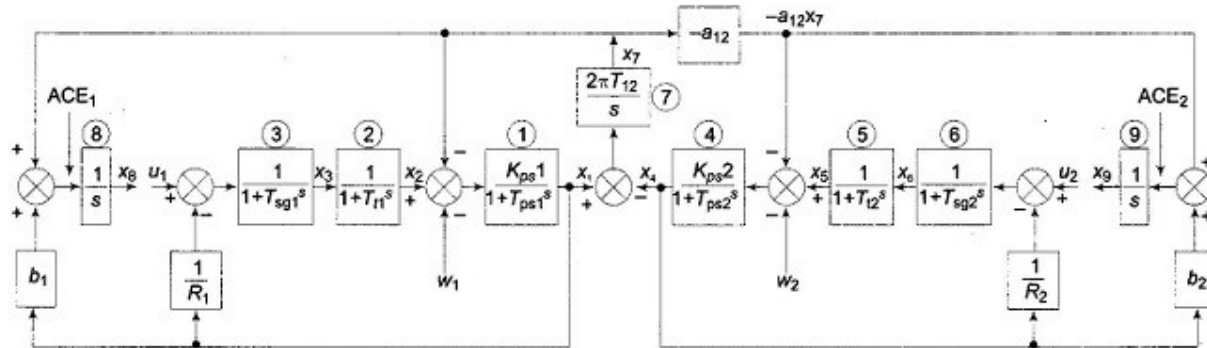 −a₁₂
−a₁₂x₇
x₇
2πT₁₂
s
⑦
ACE₁
ACE₂
⑧
③
②
①
④
⑤
⑥
⑨
+
−
−
+
1
s
x₈
u₁
+
−
1
1+Tsg1s
x₃
1
1+Tt1s
x₂
+
−
Kps1
1+Tps1s
x₁
+
x₄
−
Kps2
1+Tps2s
−
x₅
+
1
1+Tt2s
x₆
1
1+Tsg2s
−
u₂
+
x₉
1
s
+
+
b₁
1
R₁
w₁
w₂
1
R₂
b₂